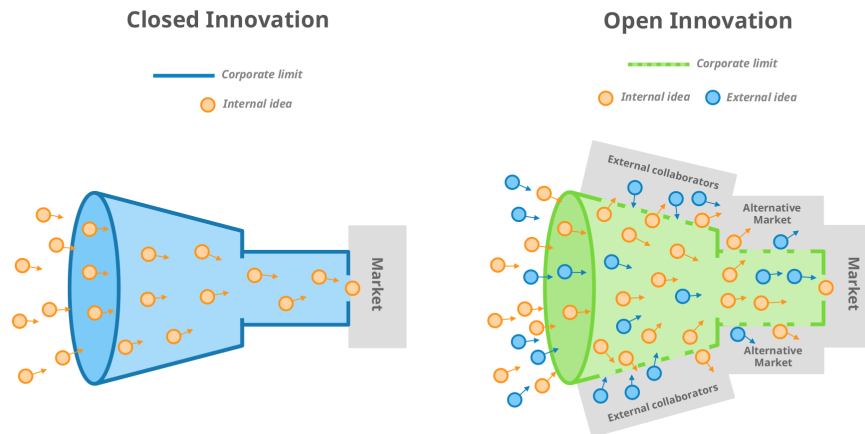 Closed Innovation
Corporate limit
Internal idea
Market
Open Innovation
Corporate limit
Internal idea
External idea
External collaborators
Alternative
Market
Market
Alternative
Market
External collaborators